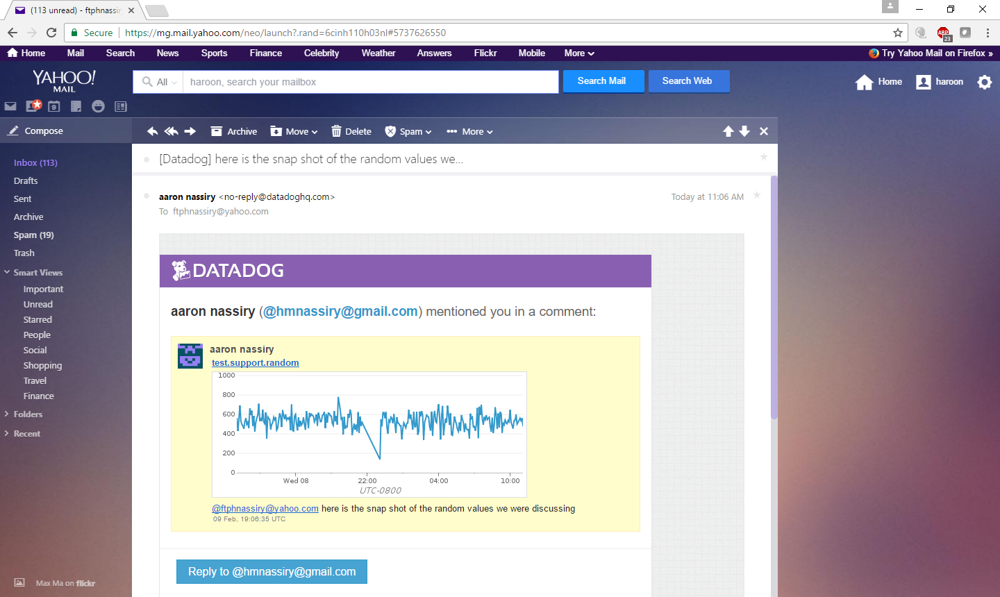 (113 unread) - ftphnassir
Secure https://mg.mail.yahoo.com/neo/launch?.rand=6cinh110h03nl#5737626550
ABP
23
Home Mail Search News Sports Finance Celebrity Weather Answers Flickr Mobile More Try Yahoo Mail on Firefox »
YAHOO!
MAIL
All haroon, search your mailbox Search Mail Search Web Home haroon
9
Compose Archive Move Delete Spam More
[Datadog] here is the snap shot of the random values we...
Inbox (113)
Drafts
Sent
Archive
Spam (19)
Trash
Smart Views
Important
Unread
Starred
People
Social
Shopping
Travel
Finance
Folders
Recent
Max Ma on flickr
aaron nassiry <no-reply@datadoghq.com> Today at 11:06 AM
To ftphnassiry@yahoo.com
DATADOG
aaron nassiry (@hmnassiry@gmail.com) mentioned you in a comment:
aaron nassiry
test.support.random
1000
800
600
400
200
0
Wed 08 22:00 04:00 10:00
UTC-0800
@ftphnassiry@yahoo.com here is the snap shot of the random values we were discussing
09 Feb, 19:06:35 UTC
Reply to @hmnassiry@gmail.com